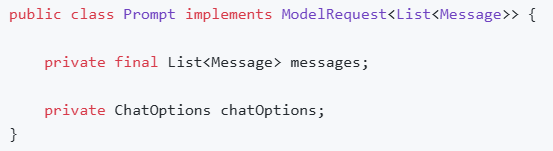 public class Prompt implements ModelRequest<List<Message>> {
    private final List<Message> messages;
    private ChatOptions chatOptions;
}